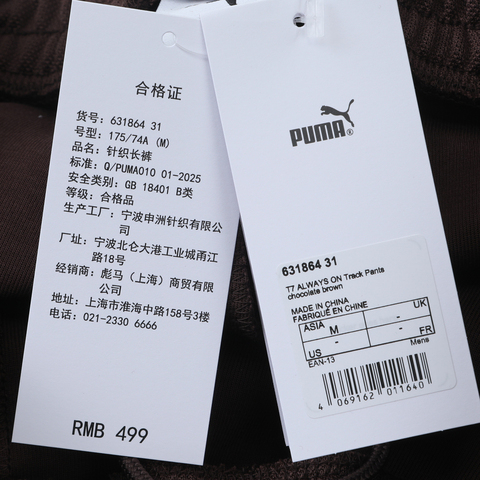 合格证
货号: 631864 31
号型: 175/74A (M)
品名: 针织长裤
标准: Q/PUMA010 01-2025
安全类别: GB 18401 B类
等级: 合格品
生产工厂: 宁波申洲针织有限公
司
厂址: 宁波北仑大港工业城甬江
路18号
经销商: 彪马（上海）商贸有限
公司
地址: 上海市淮海中路158号3楼
电话: 021-2330 6666
RMB 499
PUMA®
631864 31
T7 ALWAYS ON Track Pants
chocolate brown
MADE IN CHINA
FABRIQUÉ EN CHINE
ASIA M - UK
US - - FR
EAN-13 Mens
4 069162 011640